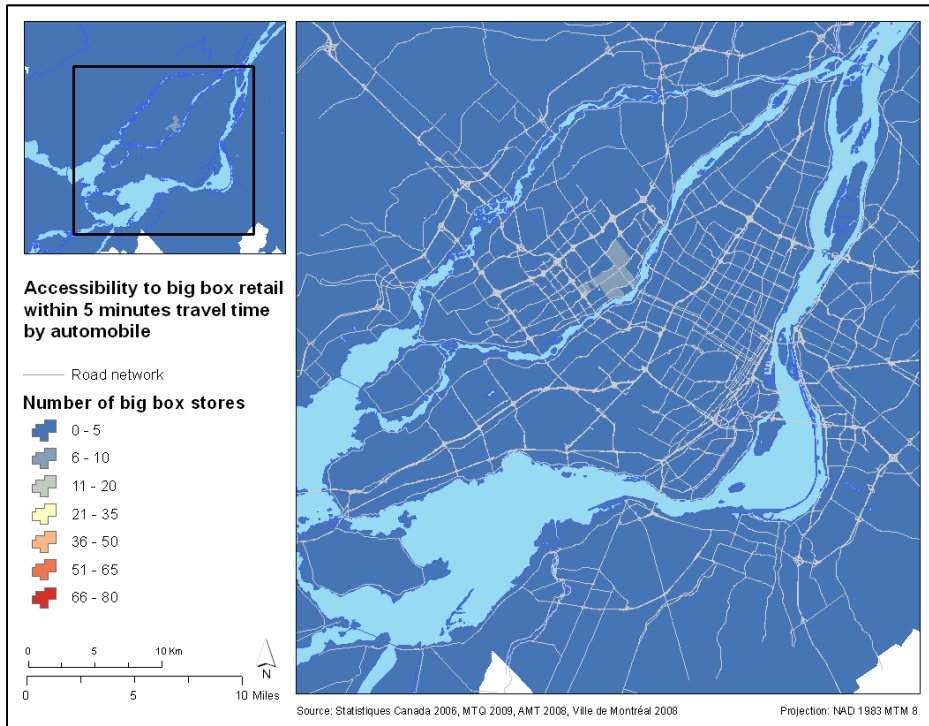 Accessibility to big box retail
within 5 minutes travel time
by automobile
Road network
Number of big box stores
0 - 5
6 - 10
11 - 20
21 - 35
36 - 50
51 - 65
66 - 80
0 5 10 Km
N
0 5 10 Miles
Source: Statistiques Canada 2006, MTQ 2009, AMT 2008, Ville de Montréal 2008
Projection: NAD 1983 MTM 8